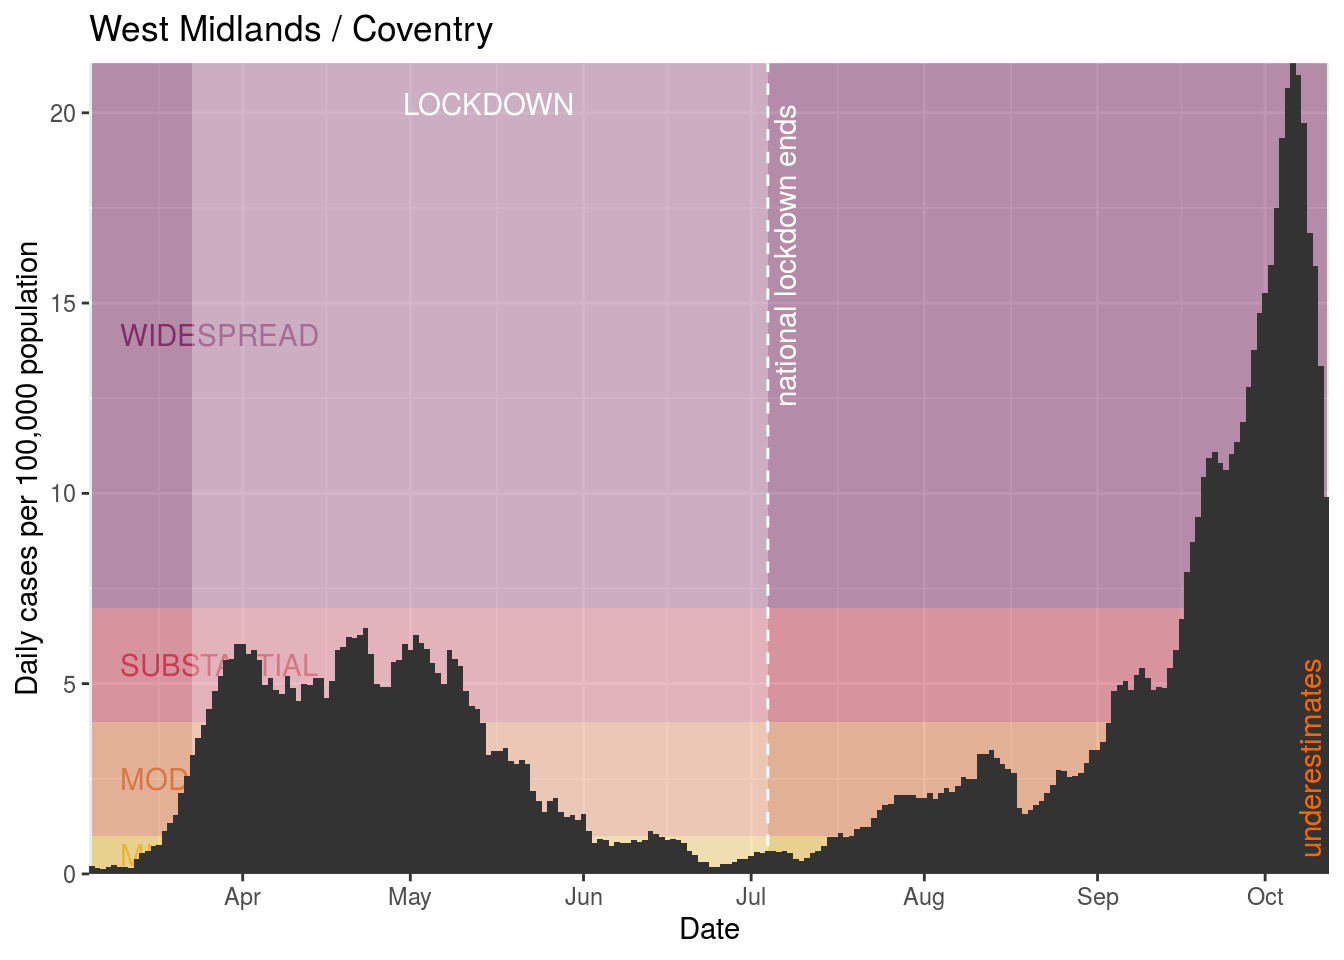 West Midlands / Coventry
Daily cases per 100,000 population
20
15
10
5
0
LOCKDOWN
national lockdown ends
WIDESPREAD
SUBSTANTIAL
underestimates
Apr
May
Jun
Jul
Aug
Sep
Oct
Date